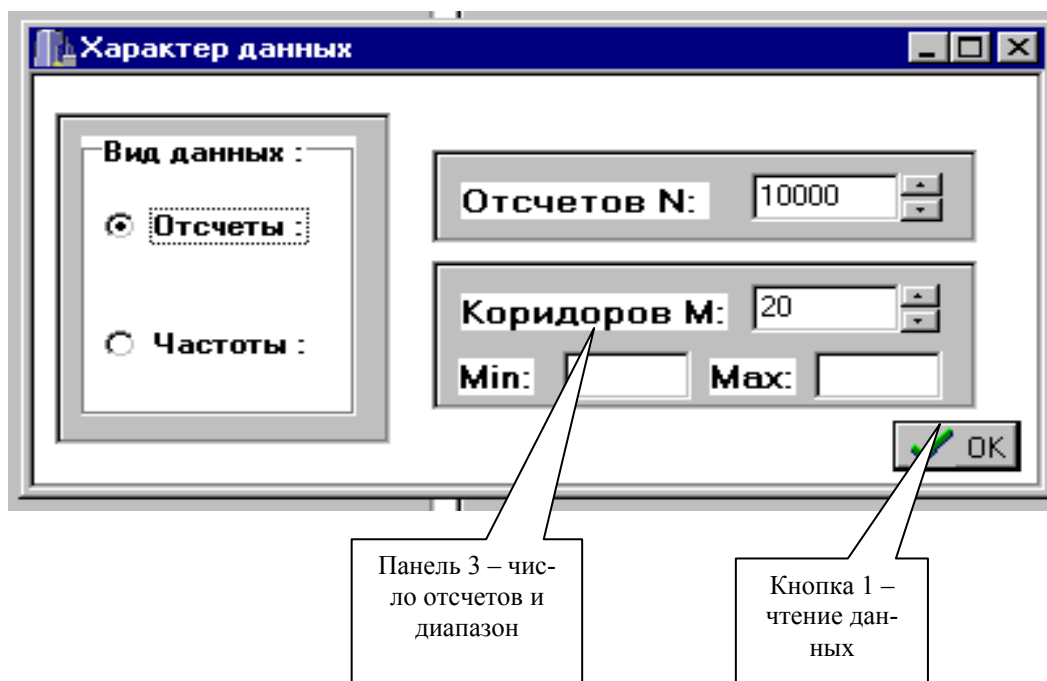 Характер данных
Вид данных :
Отсчеты :
Частоты :
Отсчетов N: 10000
Коридоров M: 20
Min: Max:
OK
Панель 3 – чис-
ло отсчетов и
диапазон
Кнопка 1 –
чтение дан-
ных